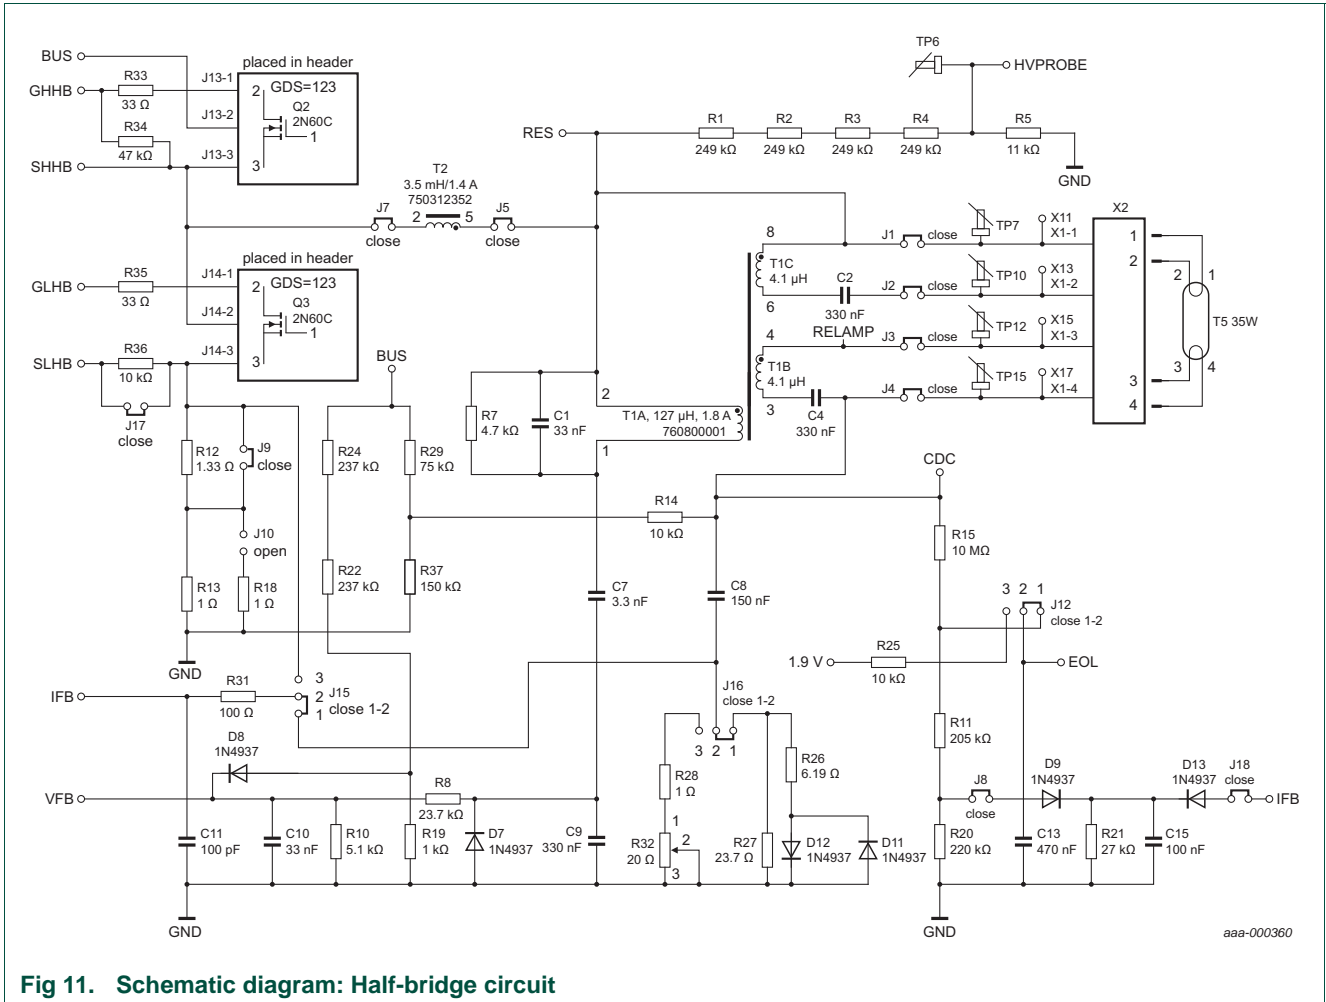 BUS
GHHB
R33
33 Ω
R34
47 kΩ
SHHB
J13-1
J13-2
J13-3
placed in header
GDS=123
2
Q2
2N60C
1
3
GLHB
R35
33 Ω
SLHB
R36
10 kΩ
J17
close
J14-1
J14-2
J14-3
placed in header
GDS=123
2
Q3
2N60C
1
3
J7
close
T2
3.5 mH/1.4 A
750312352
2
5
J5
close
RES
R1
249 kΩ
R2
249 kΩ
R3
249 kΩ
R4
249 kΩ
R5
11 kΩ
GND
TP6
HVPROBE
8
T1C
4.1 μH
6
C2
330 nF
RELAMP
4
T1B
4.1 μH
3
C4
330 nF
J1
close
J2
close
J3
close
J4
close
TP7
TP10
TP12
TP15
X11
X1-1
X13
X1-2
X15
X1-3
X17
X1-4
X2
1
2
3
4
2
1
3
4
T5 35W
BUS
R7
4.7 kΩ
C1
33 nF
2
T1A, 127 μH, 1.8 A
760800001
1
R12
1.33 Ω
J9
close
J10
open
R13
1 Ω
R18
1 Ω
GND
R24
237 kΩ
R29
75 kΩ
R22
237 kΩ
R37
150 kΩ
R14
10 kΩ
C7
3.3 nF
C8
150 nF
CDC
R15
10 MΩ
3 2 1
J12
close 1-2
1.9 V
R25
10 kΩ
EOL
IFB
R31
100 Ω
3
2
1
J15
close 1-2
J16
close 1-2
3 2 1
D8
1N4937
VFB
R8
23.7 kΩ
C11
100 pF
C10
33 nF
R10
5.1 kΩ
R19
1 kΩ
D7
1N4937
C9
330 nF
R28
1 Ω
1
R32
20 Ω
2
3
R27
23.7 Ω
R26
6.19 Ω
D12
1N4937
D11
1N4937
R11
205 kΩ
J8
close
D9
1N4937
D13
1N4937
J18
close
IFB
R20
220 kΩ
C13
470 nF
R21
27 kΩ
C15
100 nF
GND
GND
aaa-000360
Fig 11. Schematic diagram: Half-bridge circuit